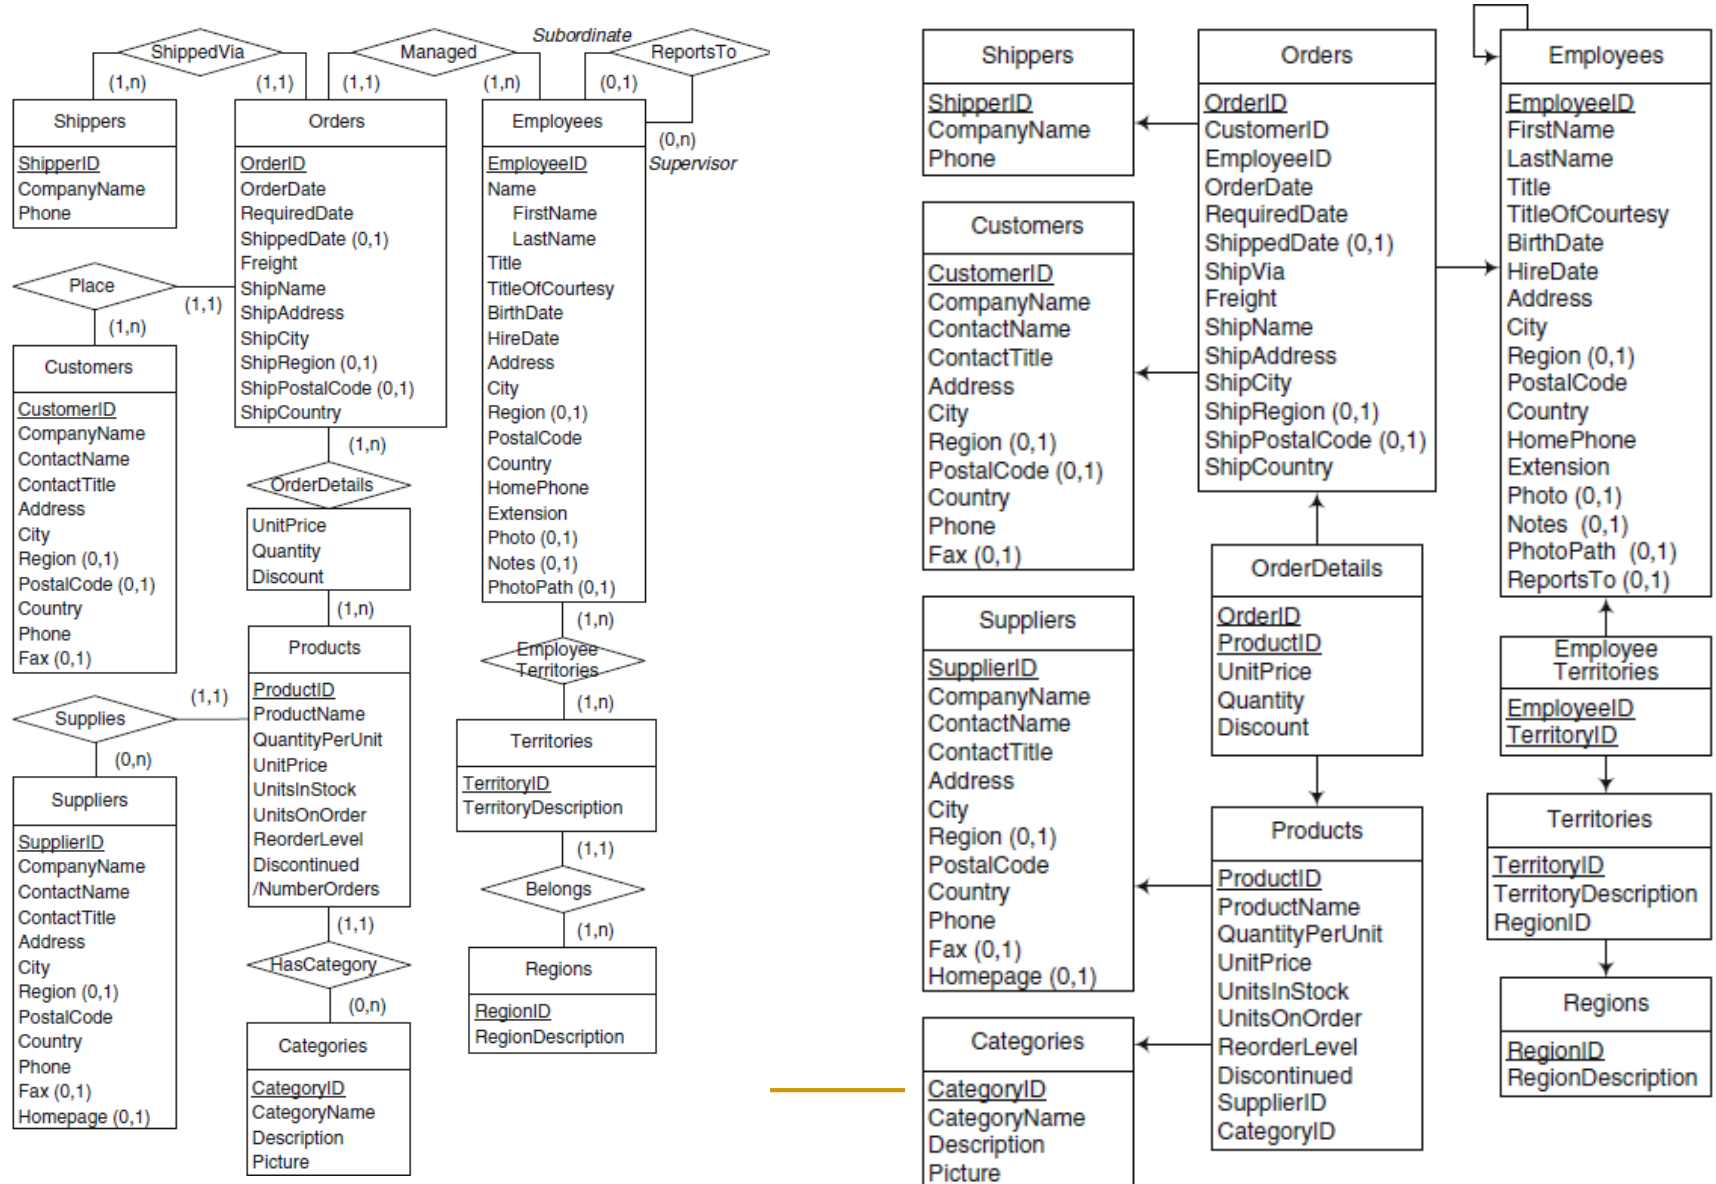 ShippedVia
(1,n)
(1,1)
Managed
(1,1)
(1,n)
Subordinate
ReportsTo
(0,1)
(0,n)
Supervisor
Shippers
ShipperID
CompanyName
Phone
Orders
OrderID
OrderDate
RequiredDate
ShippedDate (0,1)
Freight
ShipName
ShipAddress
ShipCity
ShipRegion (0,1)
ShipPostalCode (0,1)
ShipCountry
Employees
EmployeeID
Name
FirstName
LastName
Title
TitleOfCourtesy
BirthDate
HireDate
Address
City
Region (0,1)
PostalCode
Country
HomePhone
Extension
Photo (0,1)
Notes (0,1)
PhotoPath (0,1)
Place
(1,1)
(1,n)
Customers
CustomerID
CompanyName
ContactName
ContactTitle
Address
City
Region (0,1)
PostalCode (0,1)
Country
Phone
Fax (0,1)
(1,n)
OrderDetails
UnitPrice
Quantity
Discount
(1,n)
Products
ProductID
ProductName
QuantityPerUnit
UnitPrice
UnitsInStock
UnitsOnOrder
ReorderLevel
Discontinued
/NumberOrders
(1,n)
Employee
Territories
(1,n)
Territories
TerritoryID
TerritoryDescription
(1,1)
Belongs
(1,n)
Regions
RegionID
RegionDescription
(1,1)
Supplies
(0,n)
Suppliers
SupplierID
CompanyName
ContactName
ContactTitle
Address
City
Region (0,1)
PostalCode
Country
Phone
Fax (0,1)
Homepage (0,1)
(1,1)
HasCategory
(0,n)
Categories
CategoryID
CategoryName
Description
Picture
Shippers
ShipperID
CompanyName
Phone
Customers
CustomerID
CompanyName
ContactName
ContactTitle
Address
City
Region (0,1)
PostalCode (0,1)
Country
Phone
Fax (0,1)
Suppliers
SupplierID
CompanyName
ContactName
ContactTitle
Address
City
Region (0,1)
PostalCode
Country
Phone
Fax (0,1)
Homepage (0,1)
Categories
CategoryID
CategoryName
Description
Picture
Orders
OrderID
CustomerID
EmployeeID
OrderDate
RequiredDate
ShippedDate (0,1)
ShipVia
Freight
ShipName
ShipAddress
ShipCity
ShipRegion (0,1)
ShipPostalCode (0,1)
ShipCountry
OrderDetails
OrderID
ProductID
UnitPrice
Quantity
Discount
Products
ProductID
ProductName
QuantityPerUnit
UnitPrice
UnitsInStock
UnitsOnOrder
ReorderLevel
Discontinued
SupplierID
CategoryID
Employees
EmployeeID
FirstName
LastName
Title
TitleOfCourtesy
BirthDate
HireDate
Address
City
Region (0,1)
PostalCode
Country
HomePhone
Extension
Photo (0,1)
Notes (0,1)
PhotoPath (0,1)
ReportsTo (0,1)
Employee
Territories
EmployeeID
TerritoryID
Territories
TerritoryID
TerritoryDescription
RegionID
Regions
RegionID
RegionDescription